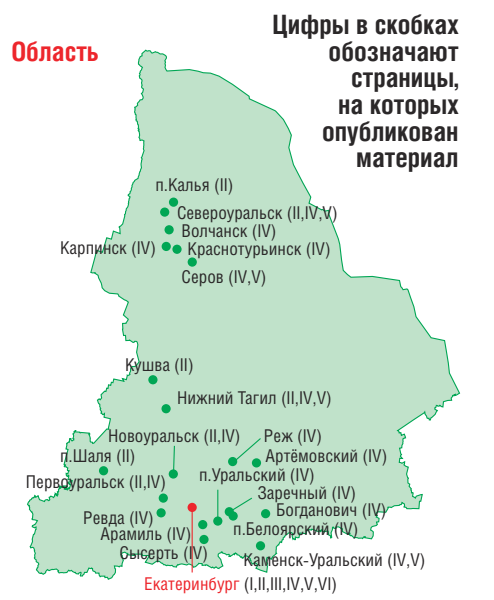 Цифры в скобках
обозначают
страницы,
на которых
опубликован
материал
Область
п.Калья (II)
Североуральск (II,IV,V)
Волчанск (IV)
Карпинск (IV)
Краснотурьинск (IV)
Серов (IV,V)
Кушва (II)
Нижний Тагил (II,IV,V)
Новоуральск (II,IV)
Реж (IV)
п.Шаля (II)
Артёмовский (IV)
п.Уральский (IV)
Первоуральск (II,IV)
Заречный (IV)
Богданович (IV)
Ревда (IV)
п.Белоярский (IV)
Арамиль (IV)
Сысерть (IV)
Каменск-Уральский (IV,V)
Екатеринбург (I,II,III,IV,V,VI)